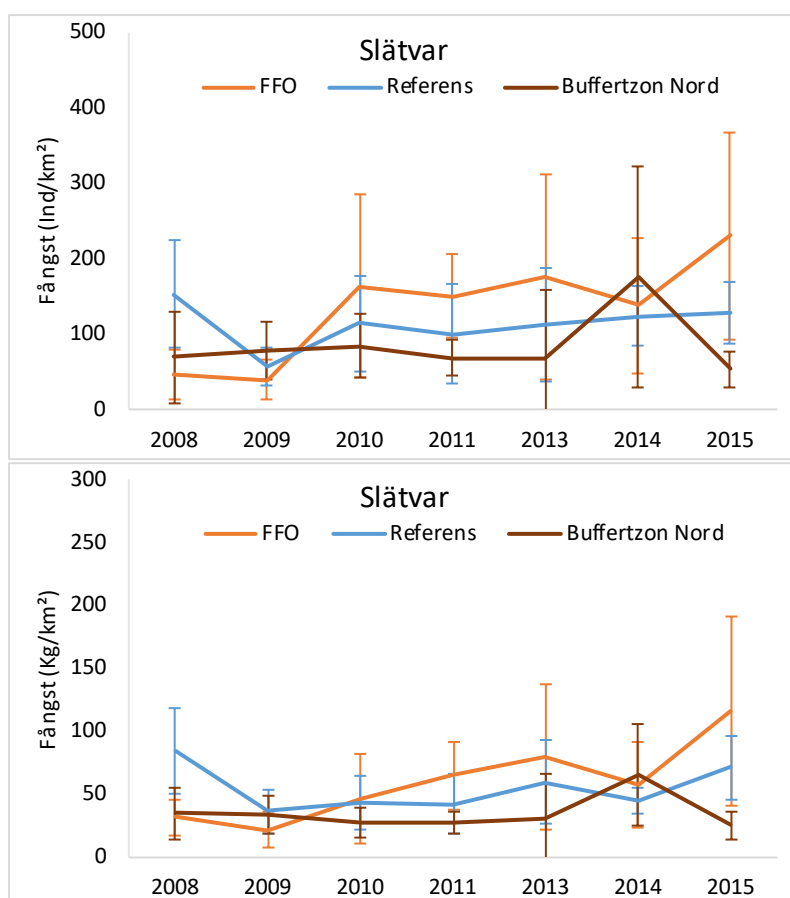 Slätvar
FFO Referens Buffertzon Nord
Fångst (Ind/km²)
500
400
300
200
100
0
2008 2009 2010 2011 2013 2014 2015
Slätvar
FFO Referens Buffertzon Nord
Fångst (Kg/km²)
300
250
200
150
100
50
0
2008 2009 2010 2011 2013 2014 2015